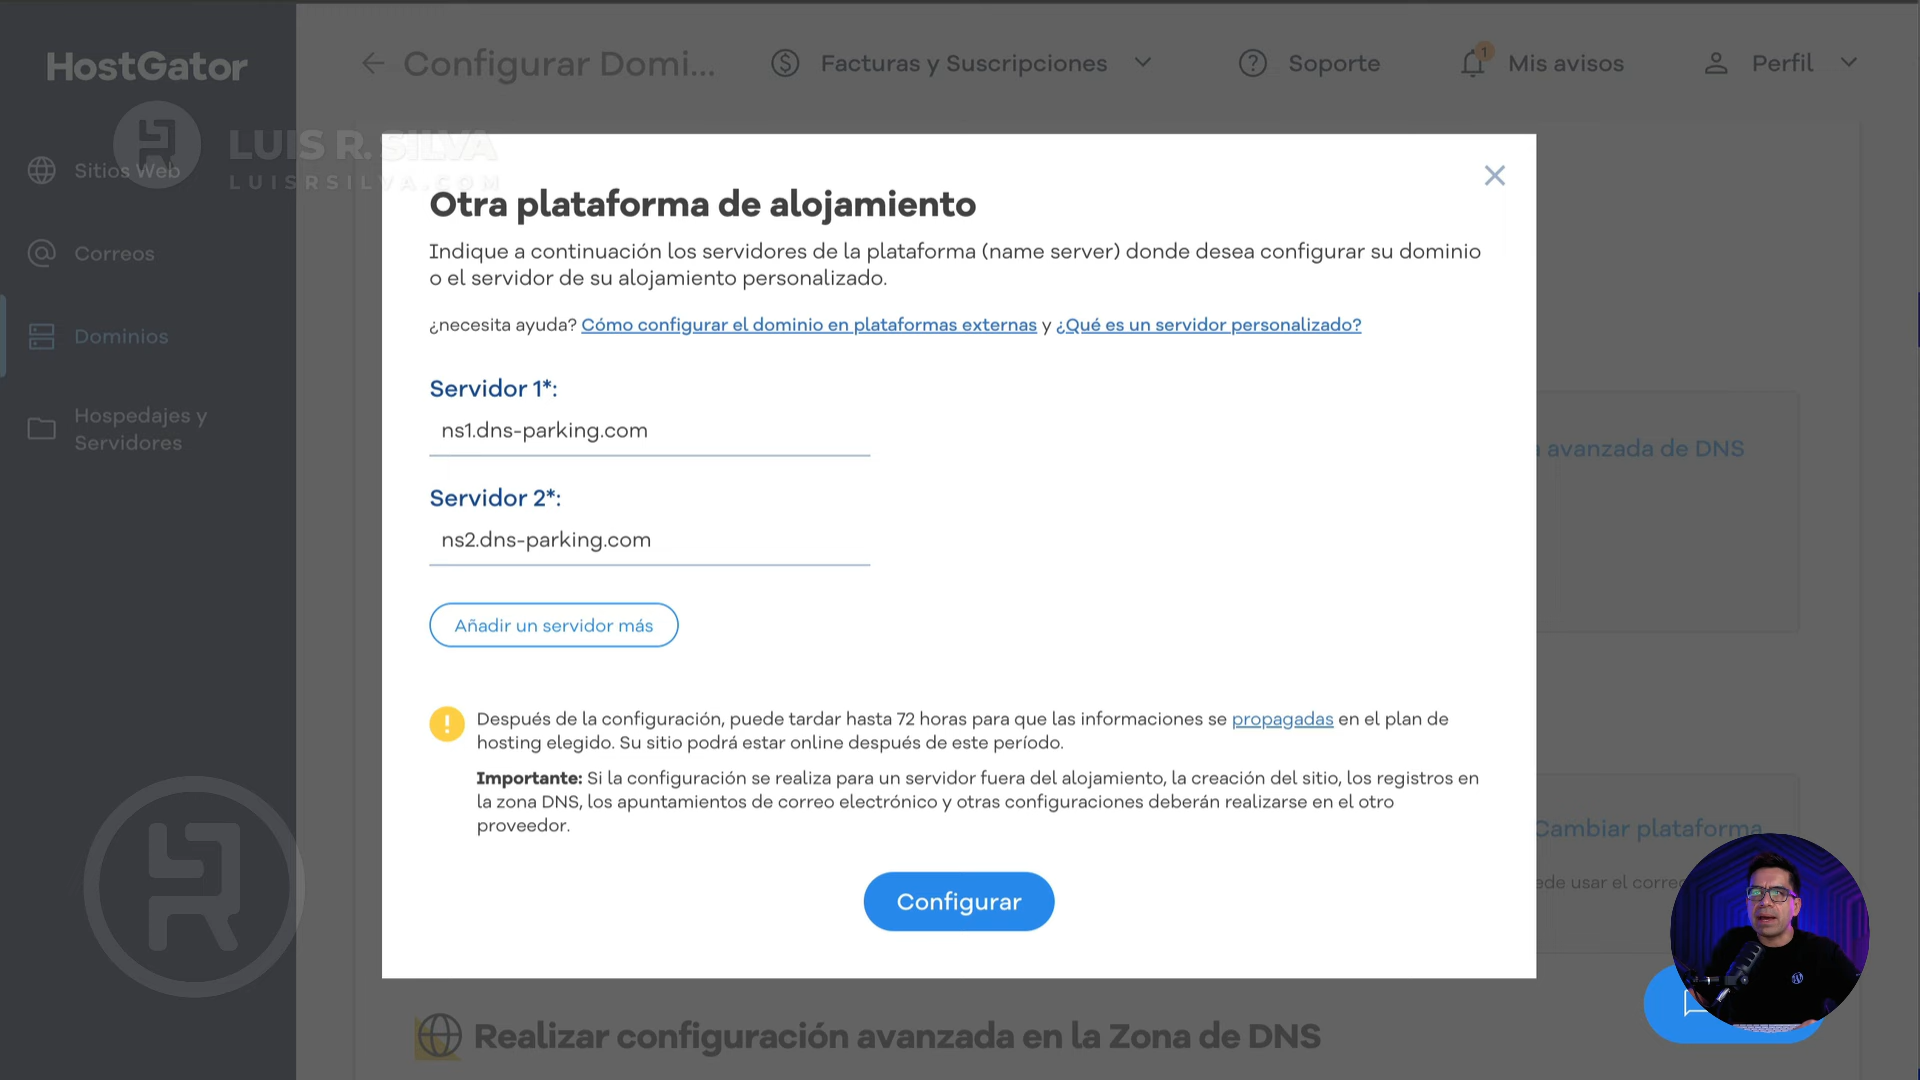 HostGator
Configurar Domi...
Facturas y Suscripciones
Soporte
1
Mis avisos
Perfil
LUIS R. SILVA
LUISRSILVA.COM
Sitios Web
Correos
Dominios
Hospedajes y
Servidores
Otra plataforma de alojamiento
Indique a continuación los servidores de la plataforma (name server) donde desea configurar su dominio
o el servidor de su alojamiento personalizado.
¿necesita ayuda? Cómo configurar el dominio en plataformas externas y ¿Qué es un servidor personalizado?
Servidor 1*:
ns1.dns-parking.com
Servidor 2*:
ns2.dns-parking.com
Añadir un servidor más
Después de la configuración, puede tardar hasta 72 horas para que las informaciones se propagadas en el plan de
hosting elegido. Su sitio podrá estar online después de este período.
Importante: Si la configuración se realiza para un servidor fuera del alojamiento, la creación del sitio, los registros en
la zona DNS, los apuntamientos de correo electrónico y otras configuraciones deberán realizarse en el otro
proveedor.
Configurar
avanzada de DNS
Cambiar plataforma
usar el
Realizar configuración avanzada en la Zona de DNS